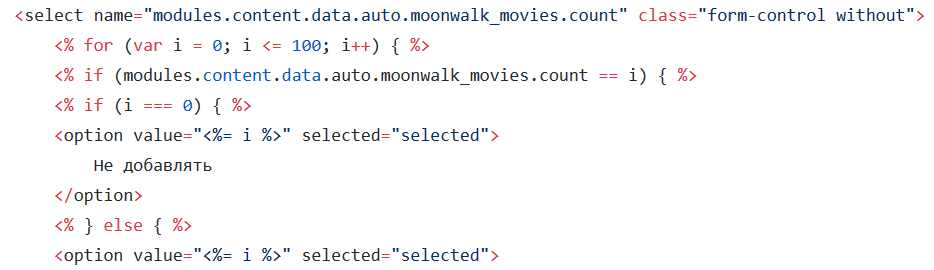 <select name="modules.content.data.auto.moonwalk_movies.count" class="form-control without">
<% for (var i = 0; i <= 100; i++) { %>
<% if (modules.content.data.auto.moonwalk_movies.count == i) { %>
<% if (i === 0) { %>
<option value="<%= i %>" selected="selected">
Не добавлять
</option>
<% } else { %>
<option value="<%= i %>" selected="selected">